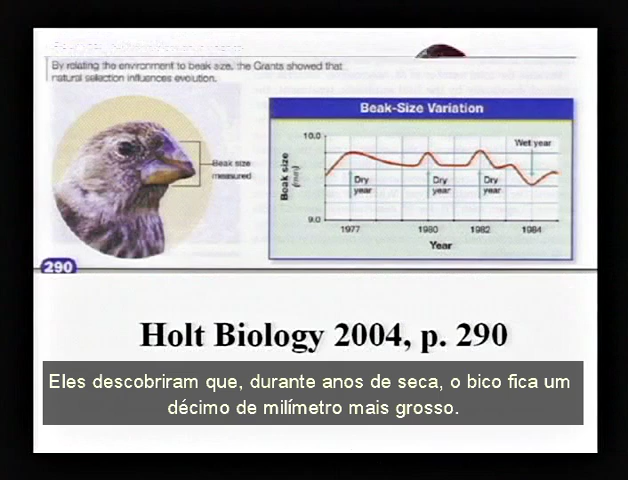 By relating the environment to beak size, the Grants showed that
natural selection influences evolution.
Beak size
measured
Beak-Size Variation
10.0
Beak size
(mm)
9.0
Dry
year
Dry
year
Dry
year
Wet year
1977
1980
1982
1984
Year
290
Holt Biology 2004, p. 290
Eles descobriram que, durante anos de seca, o bico fica um
décimo de milímetro mais grosso.